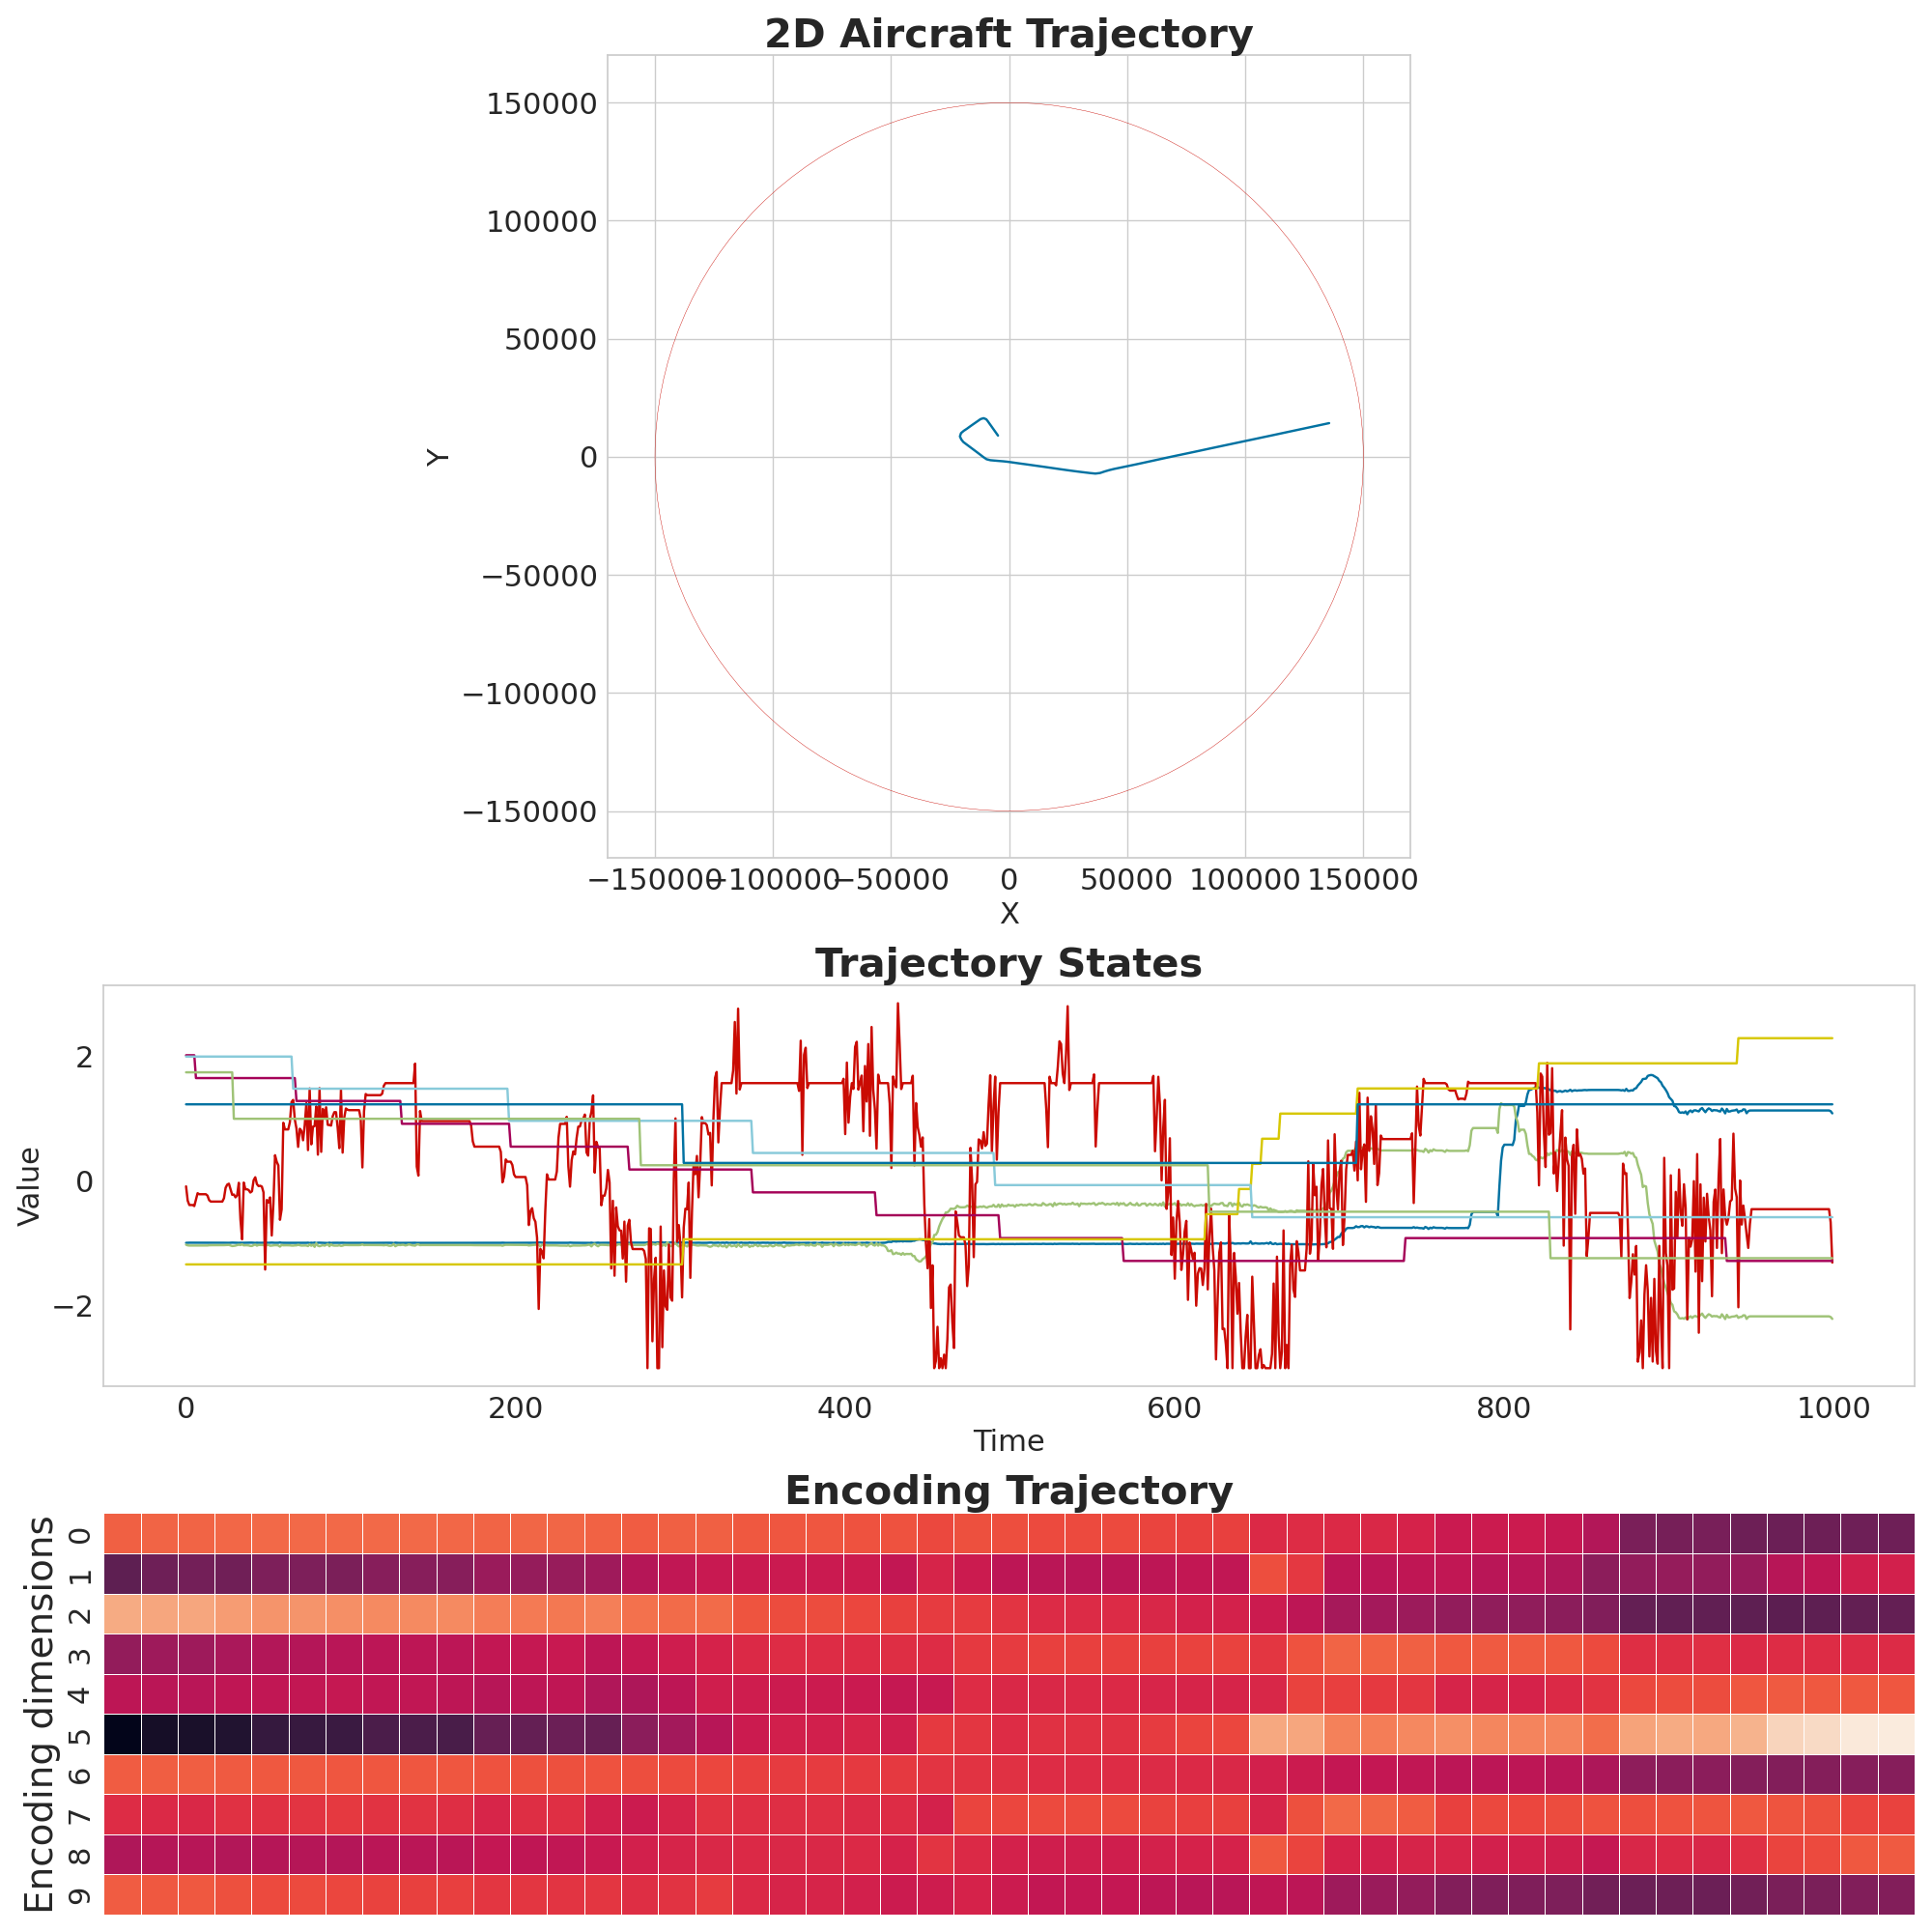 2D Aircraft Trajectory
150000
100000
50000
0
−50000
−100000
−150000
Y
−150000 −100000 −50000 0 50000 100000 150000
X
Trajectory States
2
0
−2
Value
0 200 400 600 800 1000
Time
Encoding Trajectory
Encoding dimensions
0
1
2
3
4
5
6
7
8
9